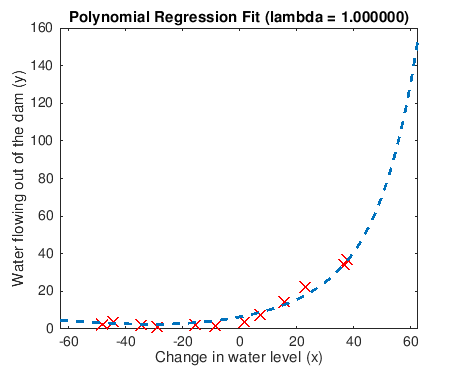 Polynomial Regression Fit (lambda = 1.000000)
160
140
120
100
80
60
40
20
0
Water flowing out of the dam (y)
-60 -40 -20 0 20 40 60
Change in water level (x)